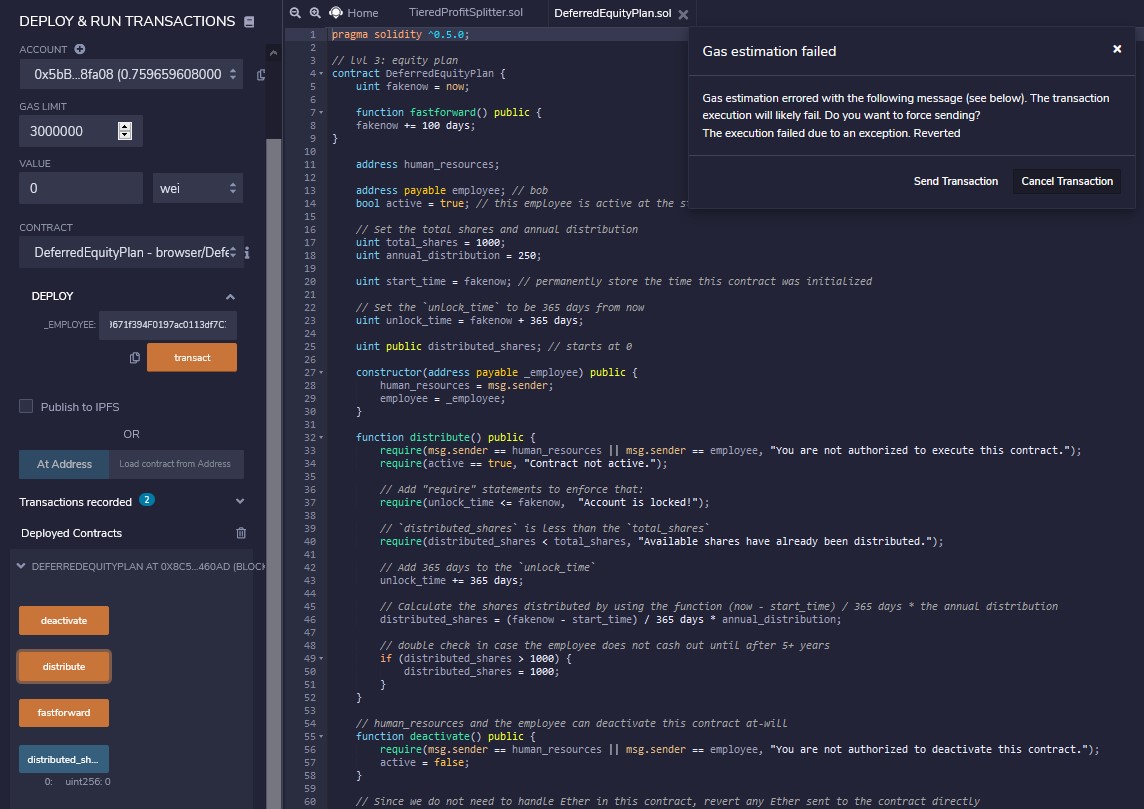 DEPLOY & RUN TRANSACTIONS
ACCOUNT
0x5bB...8fa08 (0.759659608000
GAS LIMIT
3000000
VALUE
0
wei
CONTRACT
DeferredEquityPlan - browser/Defe
DEPLOY
_EMPLOYEE:
)671f394F0197ac0113df7C:
transact
Publish to IPFS
OR
At Address
Load contract from Address
Transactions recorded 2
Deployed Contracts
DEFERREDEQUITYPLAN AT 0X8C5...460AD (BLOCK
deactivate
distribute
fastforward
distributed_sh...
0: uint256: 0
Home
TieredProfitSplitter.sol
DeferredEquityPlan.sol
1 pragma solidity ^0.5.0;
2
3 // lvl 3: equity plan
4 contract DeferredEquityPlan {
5 uint fakenow = now;
6
7 function fastforward() public {
8 fakenow += 100 days;
9 }
10
11 address human_resources;
12
13 address payable employee; // bob
14 bool active = true; // this employee is active at the st
15
16 // Set the total shares and annual distribution
17 uint total_shares = 1000;
18 uint annual_distribution = 250;
19
20 uint start_time = fakenow; // permanently store the time this contract was initialized
21
22 // Set the `unlock_time` to be 365 days from now
23 uint unlock_time = fakenow + 365 days;
24
25 uint public distributed_shares; // starts at 0
26
27 constructor(address payable _employee) public {
28 human_resources = msg.sender;
29 employee = _employee;
30 }
31
32 function distribute() public {
33 require(msg.sender == human_resources || msg.sender == employee, "You are not authorized to execute this contract.");
34 require(active == true, "Contract not active.");
35
36 // Add "require" statements to enforce that:
37 require(unlock_time <= fakenow,  "Account is locked!");
38
39 // `distributed_shares` is less than the `total_shares`
40 require(distributed_shares < total_shares, "Available shares have already been distributed.");
41
42 // Add 365 days to the `unlock_time`
43 unlock_time += 365 days;
44
45 // Calculate the shares distributed by using the function (now - start_time) / 365 days * the annual distribution
46 distributed_shares = (fakenow - start_time) / 365 days * annual_distribution;
47
48 // double check in case the employee does not cash out until after 5+ years
49 if (distributed_shares > 1000) {
50 distributed_shares = 1000;
51 }
52 }
53
54 // human_resources and the employee can deactivate this contract at-will
55 function deactivate() public {
56 require(msg.sender == human_resources || msg.sender == employee, "You are not authorized to deactivate this contract.");
57 active = false;
58 }
59
60 // Since we do not need to handle Ether in this contract, revert any Ether sent to the contract directly
Gas estimation failed
Gas estimation errored with the following message (see below). The transaction
execution will likely fail. Do you want to force sending?
The execution failed due to an exception. Reverted
Send Transaction
Cancel Transaction